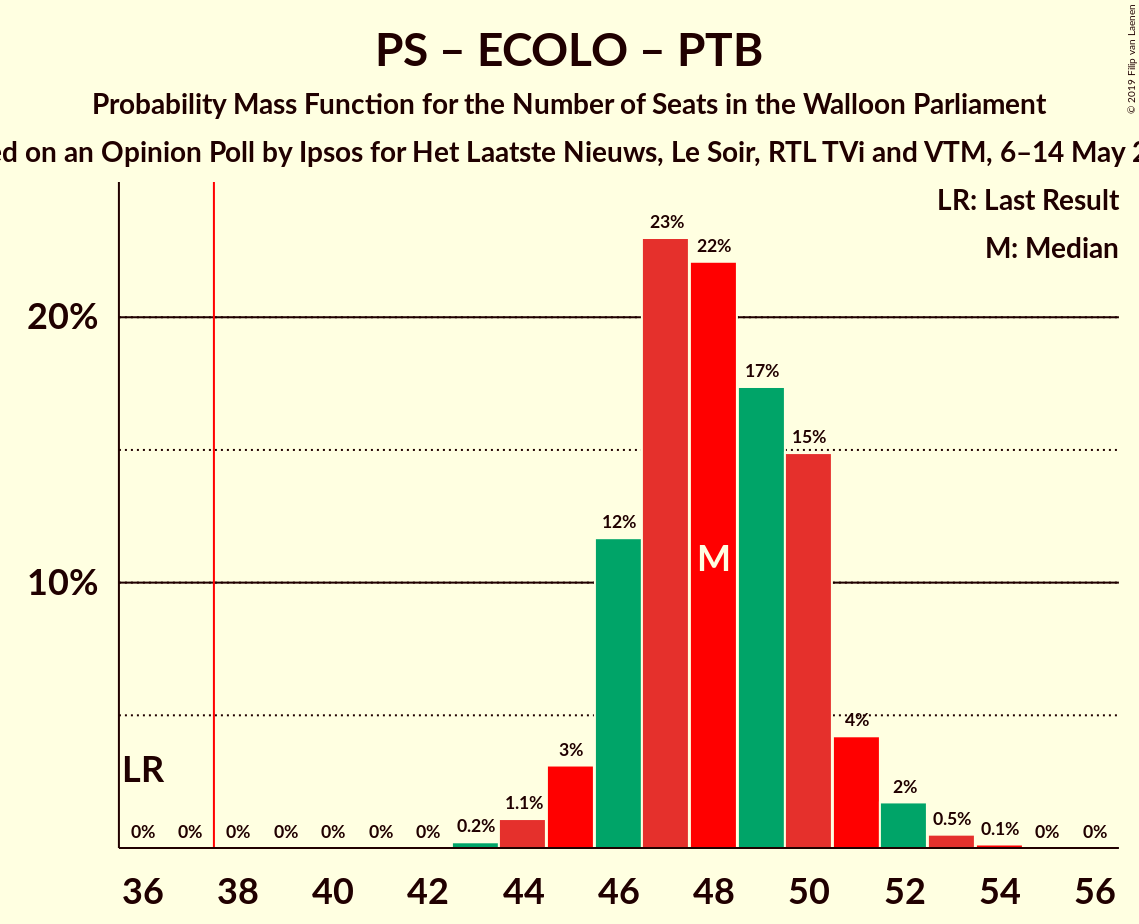 PS – ECOLO – PTB
Probability Mass Function for the Number of Seats in the Walloon Parliament
on an Opinion Poll by Ipsos for Het Laatste Nieuws, Le Soir, RTL TVi and VTM, 6–14 May
© 2019 Filip van Laenen
LR: Last Result
M: Median
20%
10%
LR
M
0% 0% 0% 0% 0% 0% 0% 0.2% 1.1% 3% 12% 23% 22% 17% 15% 4% 2% 0.5% 0.1% 0% 0%
36 38 40 42 44 46 48 50 52 54 56